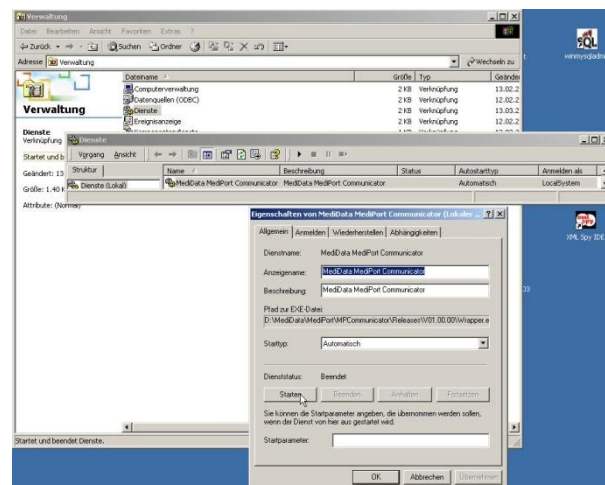 Verwaltung
Datei Bearbeiten Ansicht Favoriten Extras ?
Zurück Suchen Ordner
Adresse Verwaltung Wechseln zu
Dateiname Größe Typ Geänder
Computerverwaltung 2 KB Verknüpfung 13.02.2
Datenquellen (ODBC) 2 KB Verknüpfung 12.02.2
Dienste 2 KB Verknüpfung 13.03.2
Ereignisanzeige 1 KB Verknüpfung 12.02.2
Verwaltung
Dienste
Verknüpfung
Startet und b
Geändert: 13
Größe: 1.40 K
Attribute: (Normal)
Dienste
Vorgang Ansicht
Struktur Name Beschreibung Status Autostarttyp Anmelden als
Dienste (Lokal) MediData MediPort Communicator MediData MediPort Communicator Automatisch LocalSystem
Eigenschaften von MediData MediPort Communicator (Lokaler ...
Allgemein Anmelden Wiederherstellen Abhängigkeiten
Dienstname: MediData MediPort Communicator
Anzeigename: MediData MediPort Communicator
Beschreibung: MediData MediPort Communicator
Pfad zur EXE-Datei:
D:\MediData\MediPort\MPCommunicator\Releases\V01.00.00\Wrapper.e
Starttyp: Automatisch
Dienststatus: Beendet
Starten Beenden Anhalten Fortsetzen
Sie können die Startparameter angeben, die übernommen werden sollen,
wenn der Dienst von hier aus gestartet wird.
Startparameter:
OK Abbrechen Übernehmen
Startet und beendet Dienste.
SQL
winmysqladm
XML Spy IDE
03